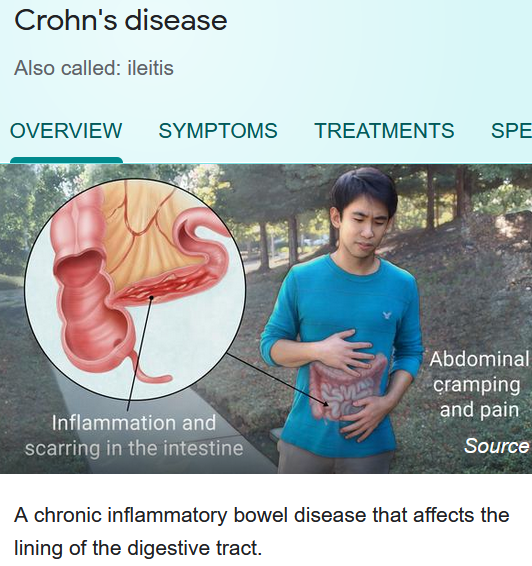 Crohn's disease
Also called: ileitis
OVERVIEW SYMPTOMS TREATMENTS SPE
Abdominal
cramping
and pain
Inflammation and
scarring in the intestine
Source
A chronic inflammatory bowel disease that affects the
lining of the digestive tract.